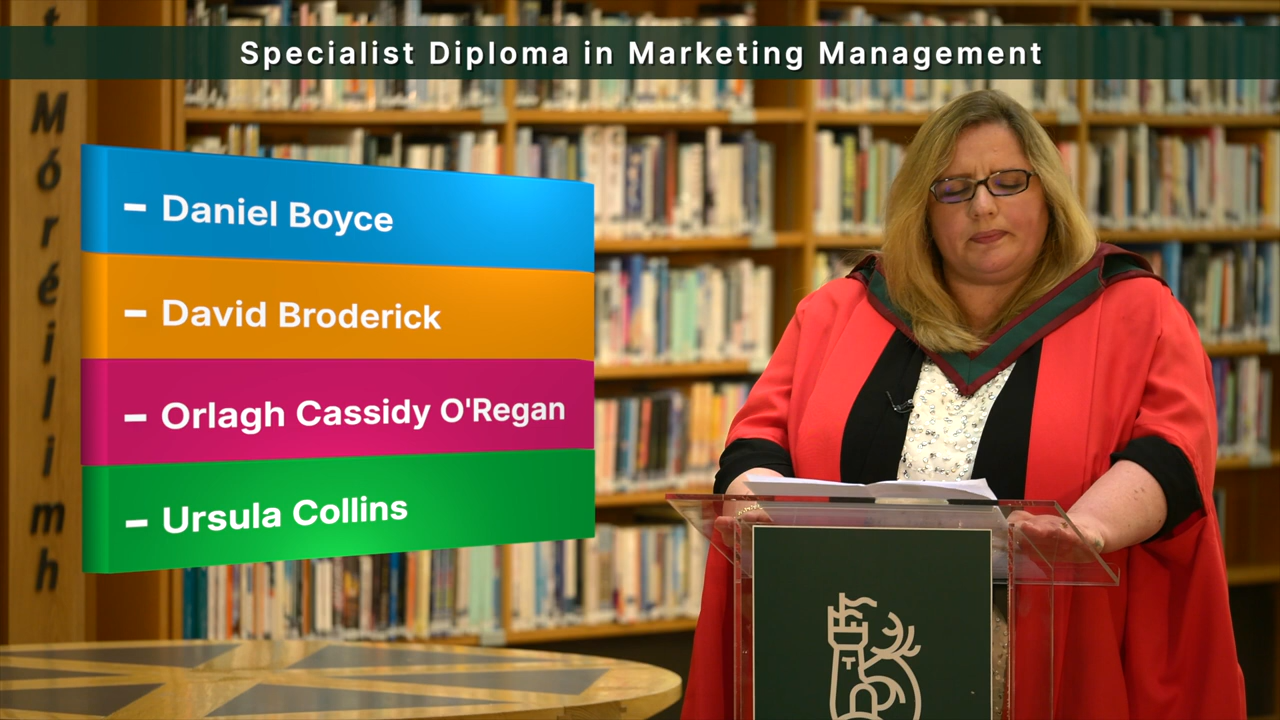 Specialist Diploma in Marketing Management
t Móréilimh
– Daniel Boyce
– David Broderick
– Orlagh Cassidy O'Regan
– Ursula Collins
T